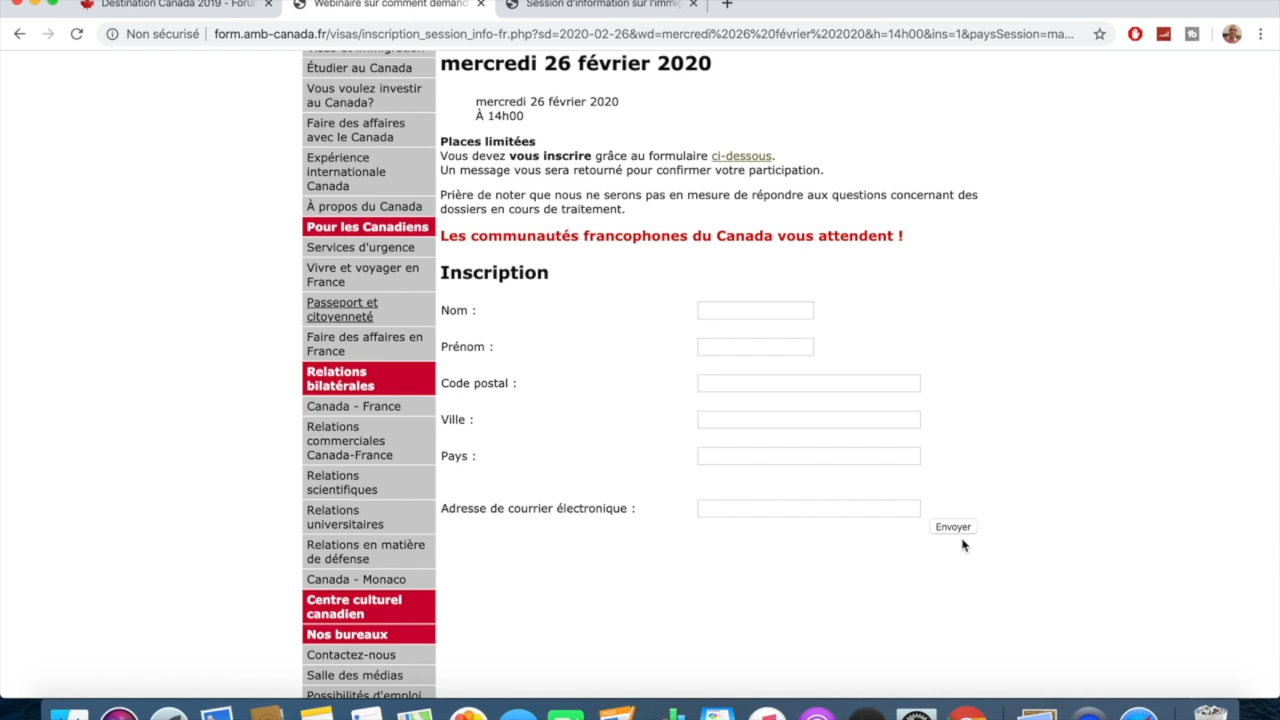 Destination Canada 2019 - Foru
Webinaire sur comment demand
Session d'information sur l'immig
Non sécurisé
form.amb-canada.fr/visas/inscription_session_info-fr.php?sd=2020-02-26&wd=mercredi%2026%20février%202020&h=14h00&ins=1&paysSession=ma...
Étudier au Canada
Vous voulez investir
au Canada?
Faire des affaires
avec le Canada
Expérience
internationale
Canada
À propos du Canada
Pour les Canadiens
Services d'urgence
Vivre et voyager en
France
Passeport et
citoyenneté
Faire des affaires en
France
Relations
bilatérales
Canada - France
Relations
commerciales
Canada-France
Relations
scientifiques
Relations
universitaires
Relations en matière
de défense
Canada - Monaco
Centre culturel
canadien
Nos bureaux
Contactez-nous
Salle des médias
Possibilités d'emploi
mercredi 26 février 2020
mercredi 26 février 2020
À 14h00
Places limitées
Vous devez vous inscrire grâce au formulaire ci-dessous.
Un message vous sera retourné pour confirmer votre participation.
Prière de noter que nous ne serons pas en mesure de répondre aux questions concernant des
dossiers en cours de traitement.
Les communautés francophones du Canada vous attendent !
Inscription
Nom :
Prénom :
Code postal :
Ville :
Pays :
Adresse de courrier électronique :
Envoyer